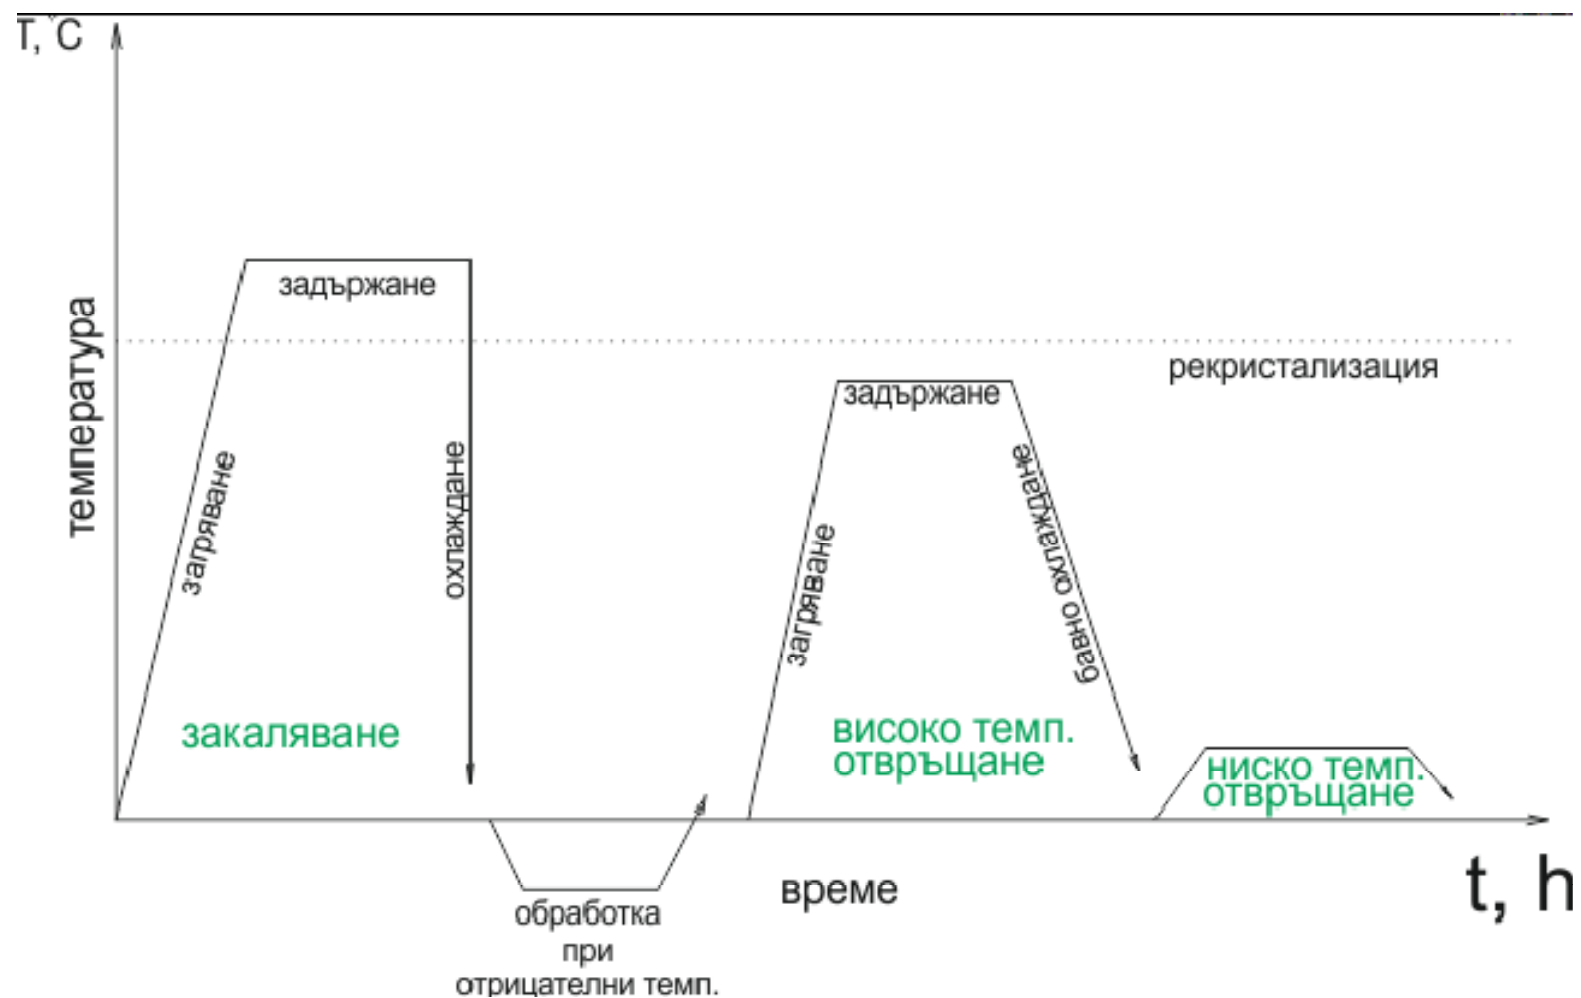 T, °C
температура
загряване
задържане
охлаждане
закаляване
обработка
при
отрицателни темп.
загряване
задържане
бавно охлаждане
високо темп.
отвръщане
рекристализация
ниско темп.
отвръщане
време
t, h